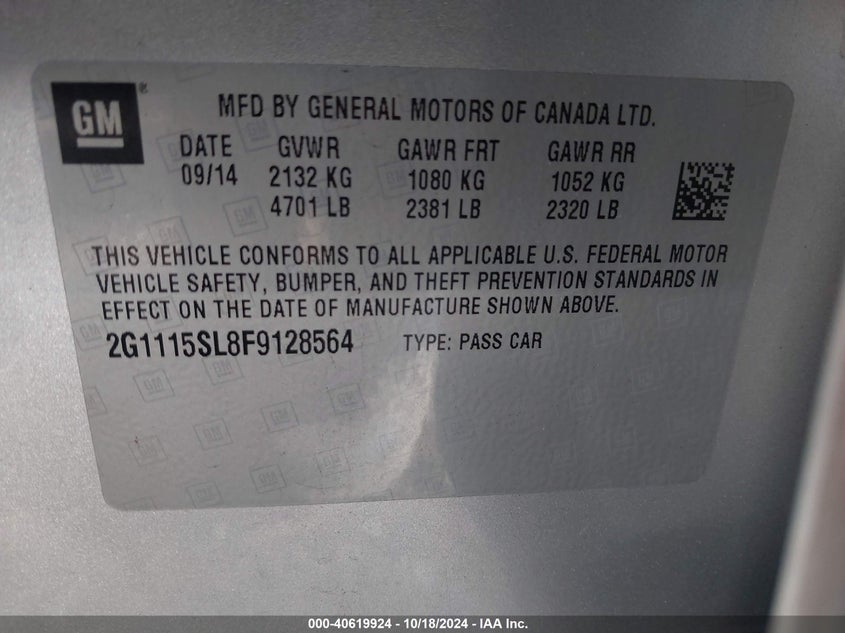 GM
MFD BY GENERAL MOTORS OF CANADA LTD.
DATE GVWR GAWR FRT GAWR RR
09/14 2132 KG 1080 KG 1052 KG
4701 LB 2381 LB 2320 LB
THIS VEHICLE CONFORMS TO ALL APPLICABLE U.S. FEDERAL MOTOR
VEHICLE SAFETY, BUMPER, AND THEFT PREVENTION STANDARDS IN
EFFECT ON THE DATE OF MANUFACTURE SHOWN ABOVE.
2G1115SL8F9128564 TYPE: PASS CAR
000-40619924 - 10/18/2024 - IAA Inc.